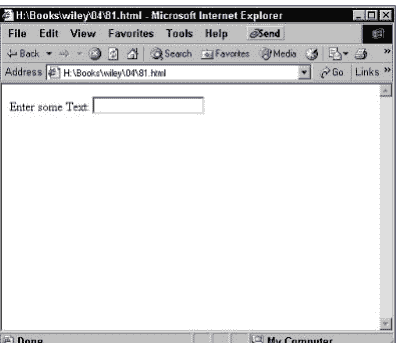 H:\Books\wiley\04\81.html - Microsoft Internet Explorer
File Edit View Favorites Tools Help Send
Back Search Favorites Media »
Address H:\Books\wiley\04\81.html Go Links »
Enter some Text:
Done My Computer